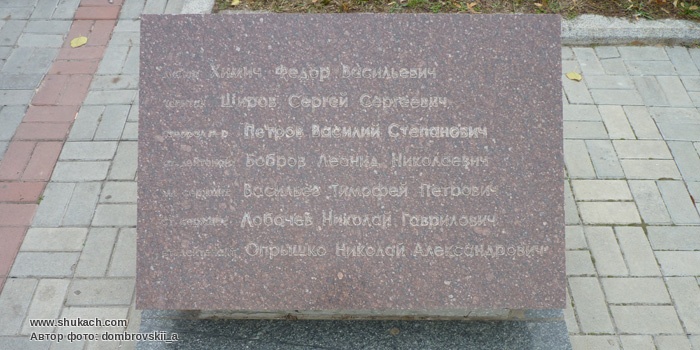 Химич Федор Васильевич
Широв Сергей Сергеевич
Петров Василий Степанович
Бобров Леонид Николаевич
Васильев Тимофей Петрович
Лобачев Николай Гаврилович
Опрышко Николай Александрович
www.shukach.com
Автор фото: dombrovskii_a